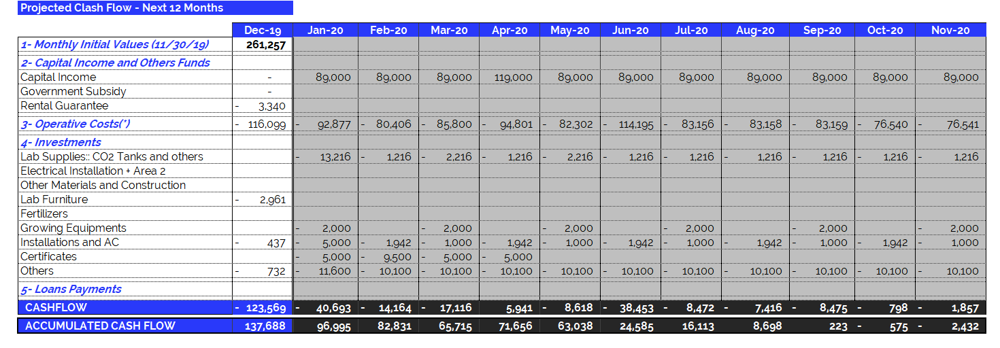 Projected Clash Flow - Next 12 Months
Dec-19 Jan-20 Feb-20 Mar-20 Apr-20 May-20 Jun-20 Jul-20 Aug-20 Sep-20 Oct-20 Nov-20
1- Monthly Initial Values (11/30/19) 261,257
2- Capital Income and Others Funds
Capital Income - 89,000 89,000 89,000 119,000 89,000 89,000 89,000 89,000 89,000 89,000 89,000
Government Subsidy -
Rental Guarantee - 3,340
3- Operative Costs(*) - 116,099 - 92,877 - 80,406 - 85,800 - 94,801 - 82,302 - 114,195 - 83,156 - 83,158 - 83,159 - 76,540 - 76,541
4- Investments
Lab Supplies:: CO2 Tanks and others - 13,216 - 1,216 - 2,216 - 1,216 - 2,216 - 1,216 - 1,216 - 1,216 - 1,216 - 1,216 - 1,216
Electrical Installation + Area 2
Other Materials and Construction
Lab Furniture - 2,961
Fertilizers
Growing Equipments - 2,000 - 2,000 - 2,000 - 2,000 - 2,000 - 2,000
Installations and AC - 437 - 5,000 - 1,942 - 1,000 - 1,942 - 1,000 - 1,942 - 1,000 - 1,942 - 1,000 - 1,942 - 1,000
Certificates - 5,000 - 9,500 - 5,000 - 5,000
Others - 732 - 11,600 - 10,100 - 10,100 - 10,100 - 10,100 - 10,100 - 10,100 - 10,100 - 10,100 - 10,100 - 10,100
5- Loans Payments
CASHFLOW - 123,569 - 40,693 - 14,164 - 17,116 5,941 - 8,618 - 38,453 - 8,472 - 7,416 - 8,475 - 798 - 1,857
ACCUMULATED CASH FLOW 137,688 96,995 82,831 65,715 71,656 63,038 24,585 16,113 8,698 223 - 575 - 2,432